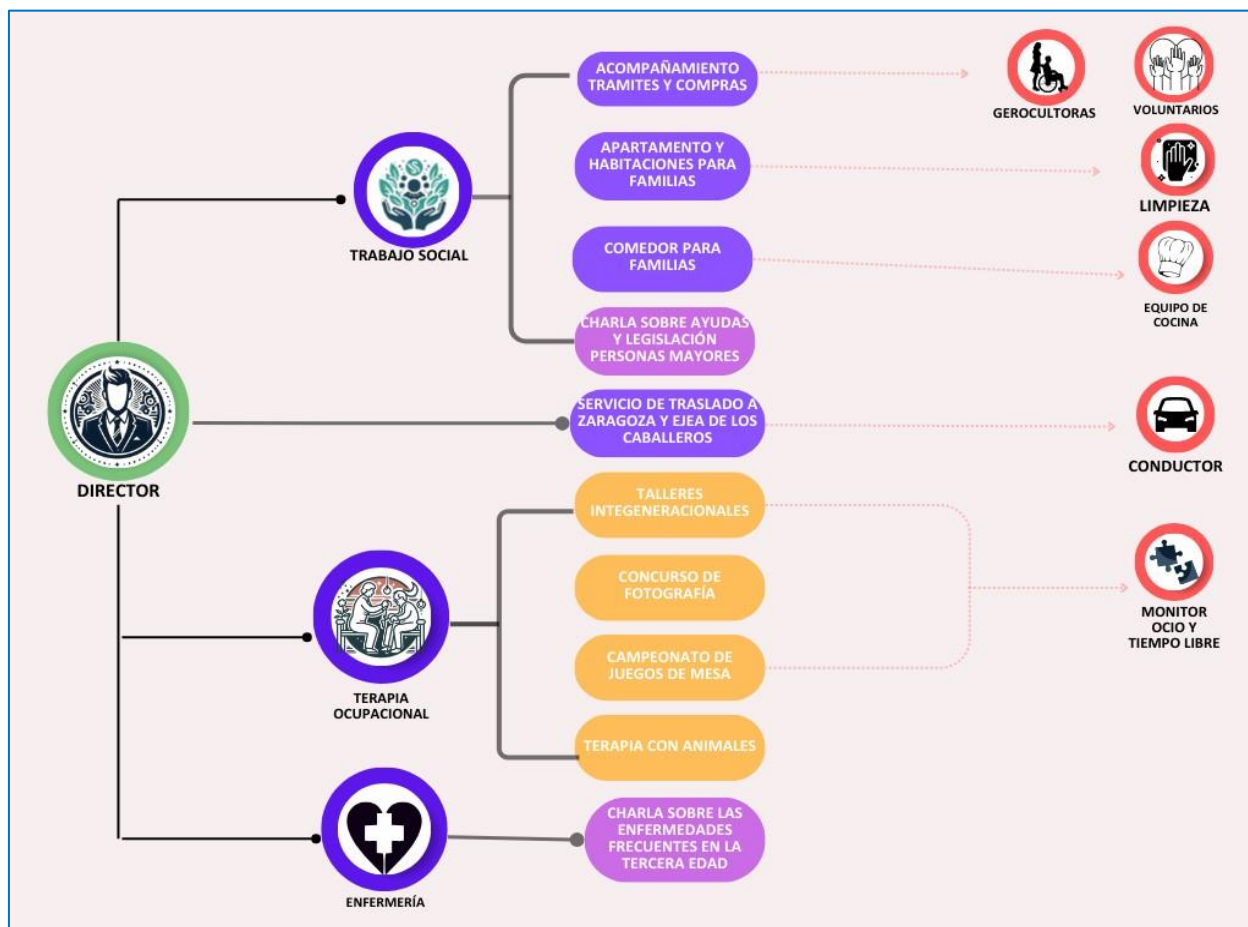 ACOMPAÑAMIENTO
TRAMITES Y COMPRAS
GEROCULTORAS
VOLUNTARIOS
APARTAMENTO Y
HABITACIONES PARA
FAMILIAS
LIMPIEZA
TRABAJO SOCIAL
COMEDOR PARA
FAMILIAS
EQUIPO DE
COCINA
CHARLA SOBRE AYUDAS
Y LEGISLACIÓN
PERSONAS MAYORES
SERVICIO DE TRASLADO A
ZARAGOZA Y EJEA DE LOS
CABALLEROS
CONDUCTOR
DIRECTOR
TALLERES
INTEGENERACIONALES
CONCURSO DE
FOTOGRAFÍA
MONITOR
OCIO Y
TIEMPO LIBRE
CAMPEONATO DE
JUEGOS DE MESA
TERAPIA
OCUPACIONAL
TERAPIA CON ANIMALES
CHARLA SOBRE LAS
ENFERMEDADES
FRECUENTES EN LA
TERCERA EDAD
ENFERMERÍA